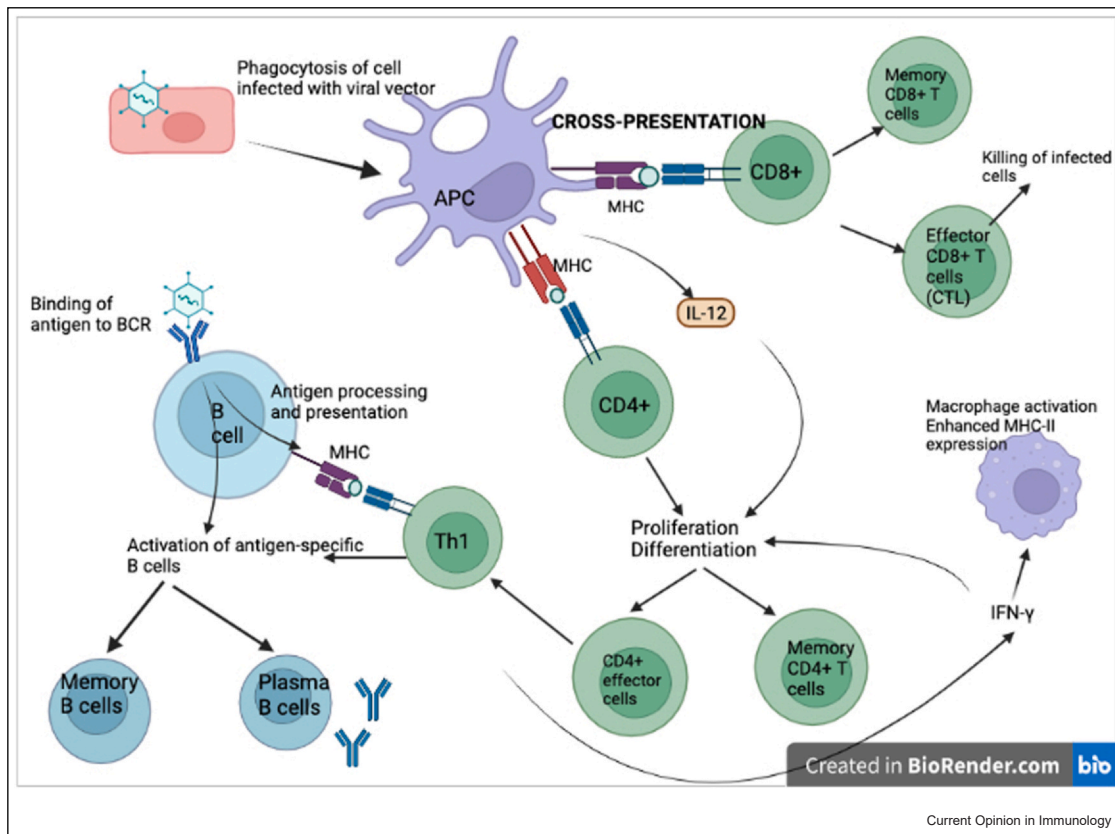 Phagocytosis of cell
infected with viral vector
CROSS-PRESENTATION
APC
MHC
CD8+
Memory
CD8+ T
cells
Killing of infected
cells
Effector
CD8+ T
cells
(CTL)
MHC
IL-12
CD4+
Binding of
antigen to BCR
B
cell
Antigen processing
and presentation
MHC
Th1
Activation of antigen-specific
B cells
Memory
B cells
Plasma
B cells
Proliferation
Differentiation
CD4+
effector
cells
Memory
CD4+ T
cells
Macrophage activation
Enhanced MHC-II
expression
IFN-γ
Created in BioRender.com
bio
Current Opinion in Immunology